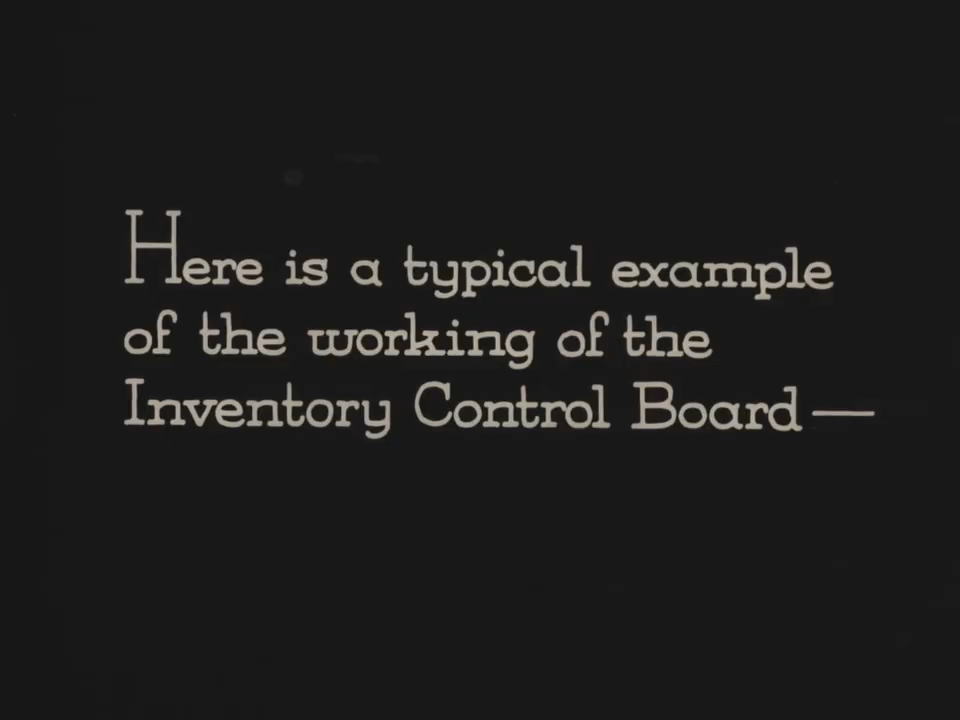 Here is a typical example
of the working of the
Inventory Control Board —